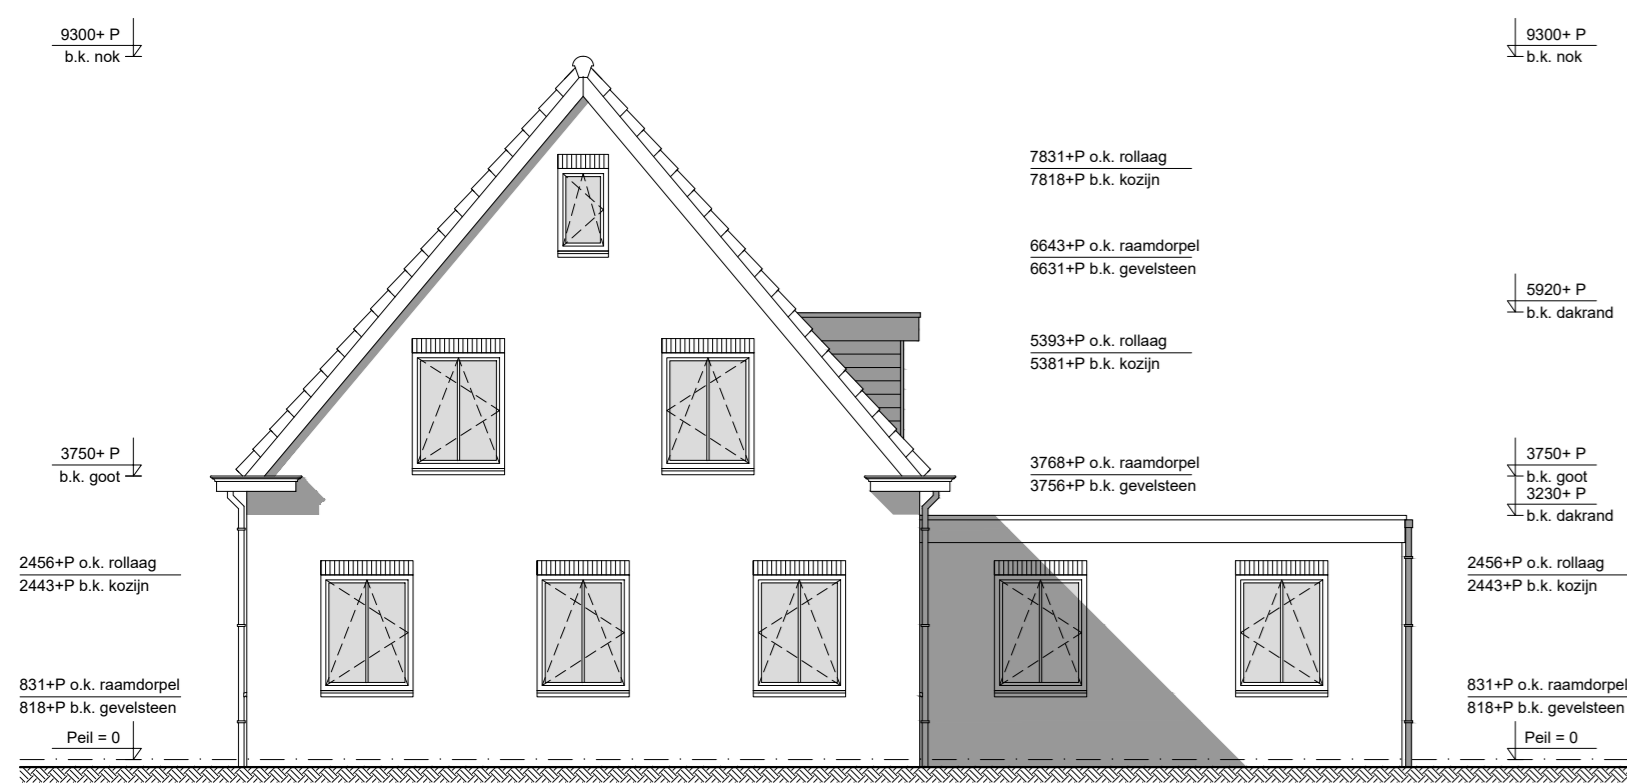 9300+ P
b.k. nok
9300+ P
b.k. nok
7831+P o.k. rollaag
7818+P b.k. kozijn
6643+P o.k. raamdorpel
6631+P b.k. gevelsteen
5920+ P
b.k. dakrand
5393+P o.k. rollaag
5381+P b.k. kozijn
3750+ P
b.k. goot
3768+P o.k. raamdorpel
3756+P b.k. gevelsteen
3750+ P
b.k. goot
3230+ P
b.k. dakrand
2456+P o.k. rollaag
2443+P b.k. kozijn
2456+P o.k. rollaag
2443+P b.k. kozijn
831+P o.k. raamdorpel
818+P b.k. gevelsteen
831+P o.k. raamdorpel
818+P b.k. gevelsteen
Peil = 0
Peil = 0